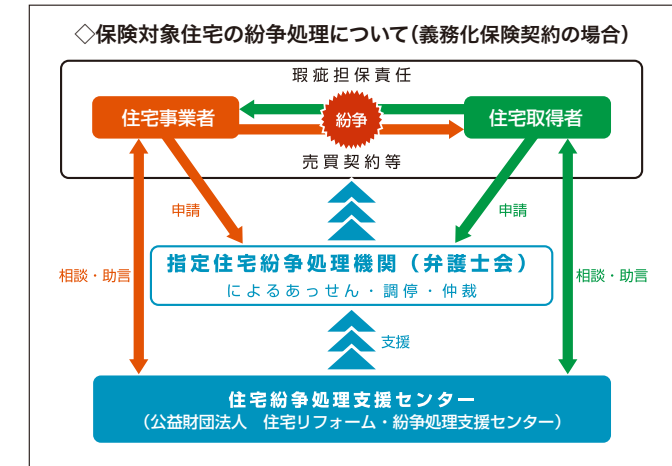 ◇保険対象住宅の紛争処理について（義務化保険契約の場合）
瑕疵担保責任
住宅事業者
紛争
住宅取得者
売買契約等
申請
申請
指定住宅紛争処理機関（弁護士会）
によるあっせん・調停・仲裁
相談・助言
相談・助言
支援
住宅紛争処理支援センター
（公益財団法人　住宅リフォーム・紛争処理支援センター）